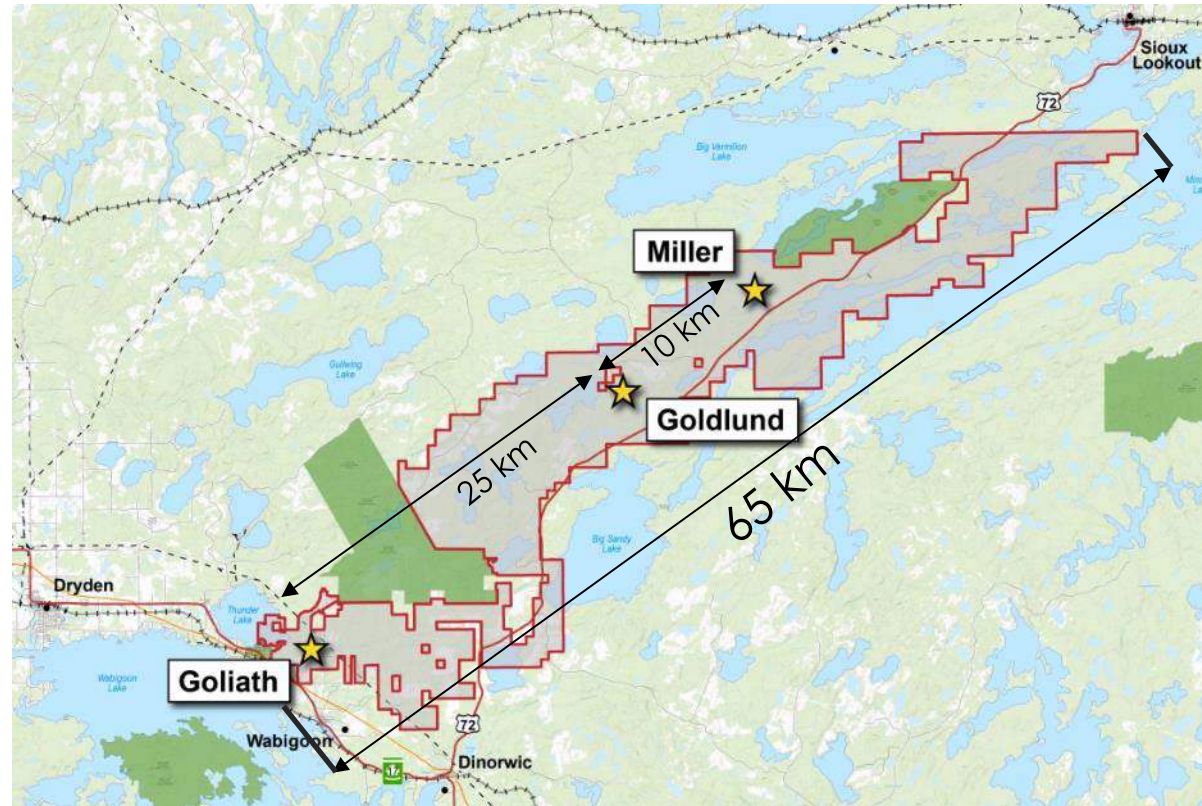 Sioux
Lookout
72
Big Vermilion
Lake
Miller
10 km
Gullwing
Lake
Goldlund
25 km
65 km
Big Sandy
Lake
Dryden
Thunder
Lake
Goliath
Wabigoon
Lake
Wabigoon
72
17
Dinorwic